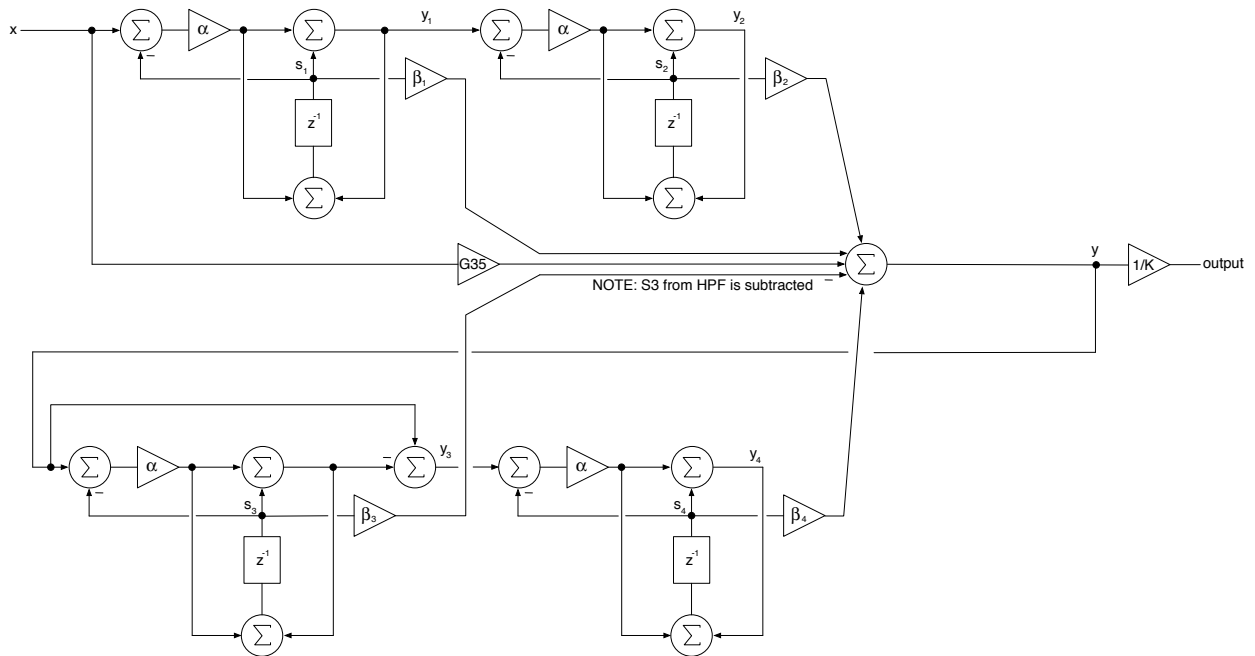 x
Σ
α
Σ
y₁
Σ
α
Σ
y₂
–
s₁
β₁
–
s₂
β₂
z⁻¹
z⁻¹
Σ
Σ
G35
Σ
y
1/K
output
NOTE: S3 from HPF is subtracted
–
Σ
α
Σ
–
Σ
y₃
Σ
α
Σ
y₄
–
s₃
β₃
–
s₄
β₄
z⁻¹
z⁻¹
Σ
Σ